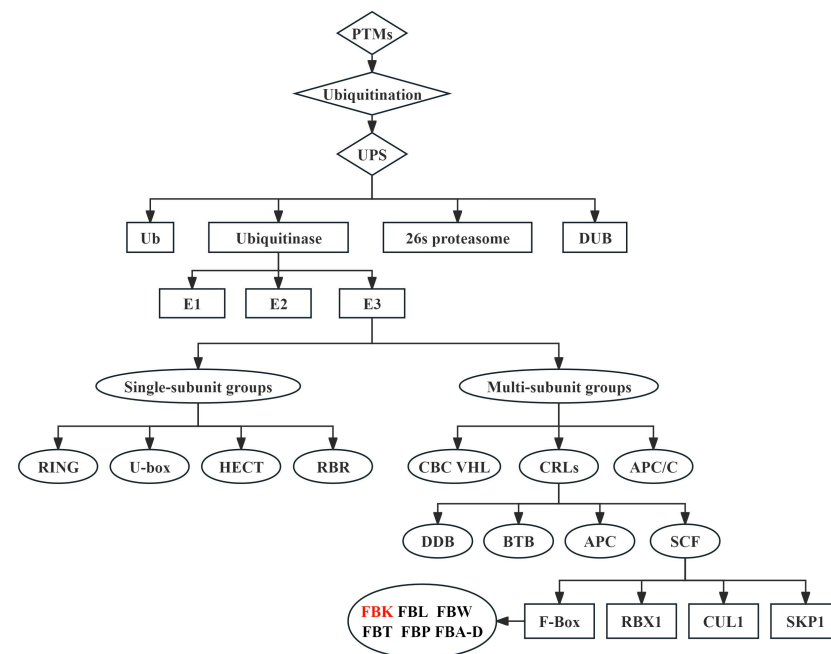 PTMs
Ubiquitination
UPS
Ub
Ubiquitinase
26s proteasome
DUB
E1
E2
E3
Single-subunit groups
Multi-subunit groups
RING
U-box
HECT
RBR
CBC VHL
CRLs
APC/C
DDB
BTB
APC
SCF
FBK FBL FBW
FBT FBP FBA-D
F-Box
RBX1
CUL1
SKP1